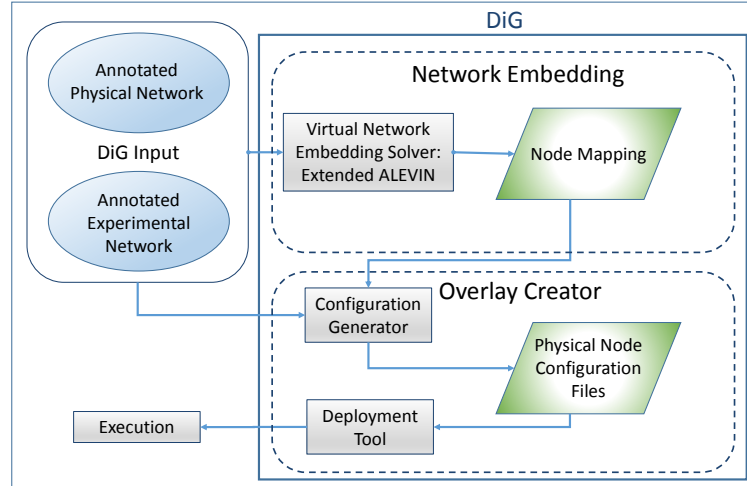 DiG
Annotated
Physical Network
DiG Input
Annotated
Experimental
Network
Network Embedding
Virtual Network
Embedding Solver:
Extended ALEVIN
Node Mapping
Overlay Creator
Configuration
Generator
Physical Node
Configuration
Files
Deployment
Tool
Execution